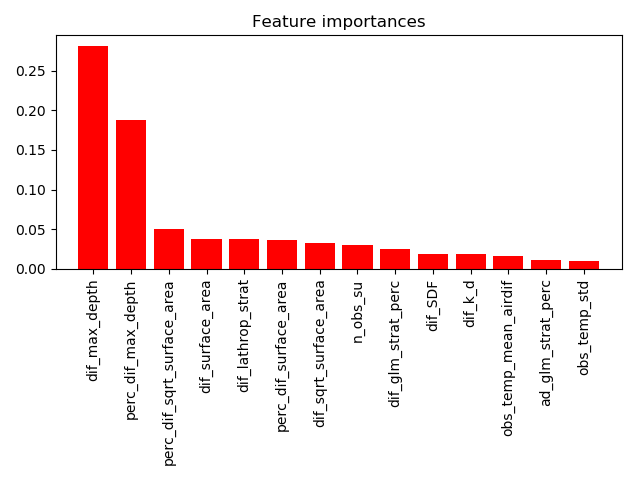 Feature importances
0.25
0.20
0.15
0.10
0.05
0.00
dif_max_depth
perc_dif_max_depth
perc_dif_sqrt_surface_area
dif_surface_area
dif_lathrop_strat
perc_dif_surface_area
dif_sqrt_surface_area
n_obs_su
dif_glm_strat_perc
dif_SDF
dif_k_d
obs_temp_mean_airdif
ad_glm_strat_perc
obs_temp_std